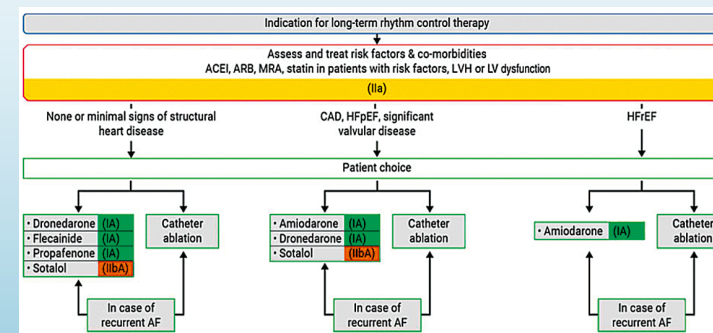 Indication for long-term rhythm control therapy
Assess and treat risk factors & co-morbidities
ACEI, ARB, MRA, statin in patients with risk factors, LVH or LV dysfunction
(IIa)
None or minimal signs of structural
heart disease
CAD, HFpEF, significant
valvular disease
HFrEF
Patient choice
· Dronedarone (IA)
· Flecainide (IA)
· Propafenone (IA)
· Sotalol (IIbA)
Catheter
ablation
· Amiodarone (IA)
· Dronedarone (IA)
· Sotalol (IIbA)
Catheter
ablation
· Amiodarone (IA)
Catheter
ablation
In case of
recurrent AF
In case of
recurrent AF
In case of
recurrent AF